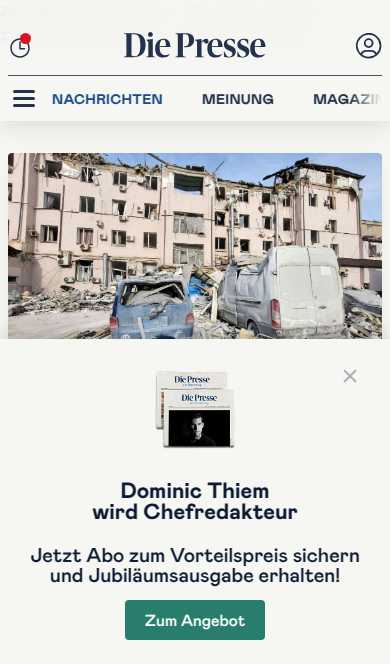 Die Presse
NACHRICHTEN MEINUNG MAGAZIN
Die Presse
Die Presse
Dominic Thiem
wird Chefredakteur
Jetzt Abo zum Vorteilspreis sichern
und Jubiläumsausgabe erhalten!
Zum Angebot